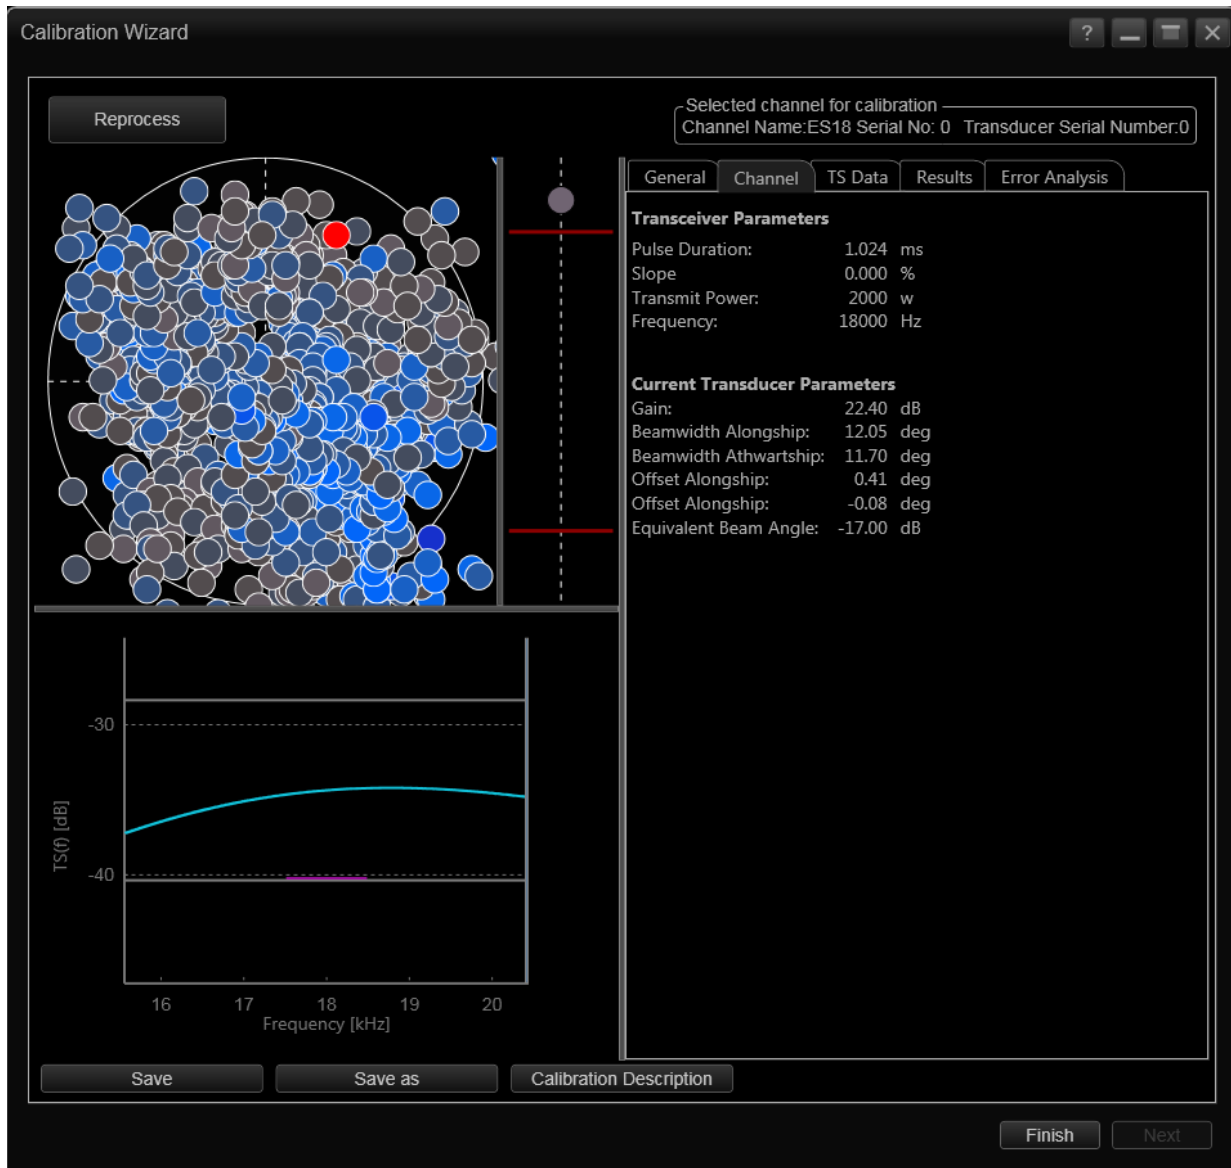 Calibration Wizard
?
Reprocess
Selected channel for calibration
Channel Name:ES18 Serial No: 0 Transducer Serial Number:0
General Channel TS Data Results Error Analysis
Transceiver Parameters
Pulse Duration: 1.024 ms
Slope 0.000 %
Transmit Power: 2000 w
Frequency: 18000 Hz
Current Transducer Parameters
Gain: 22.40 dB
Beamwidth Alongship: 12.05 deg
Beamwidth Athwartship: 11.70 deg
Offset Alongship: 0.41 deg
Offset Alongship: -0.08 deg
Equivalent Beam Angle: -17.00 dB
-30
TS(f) [dB]
-40
16 17 18 19 20
Frequency [kHz]
Save Save as Calibration Description
Finish Next